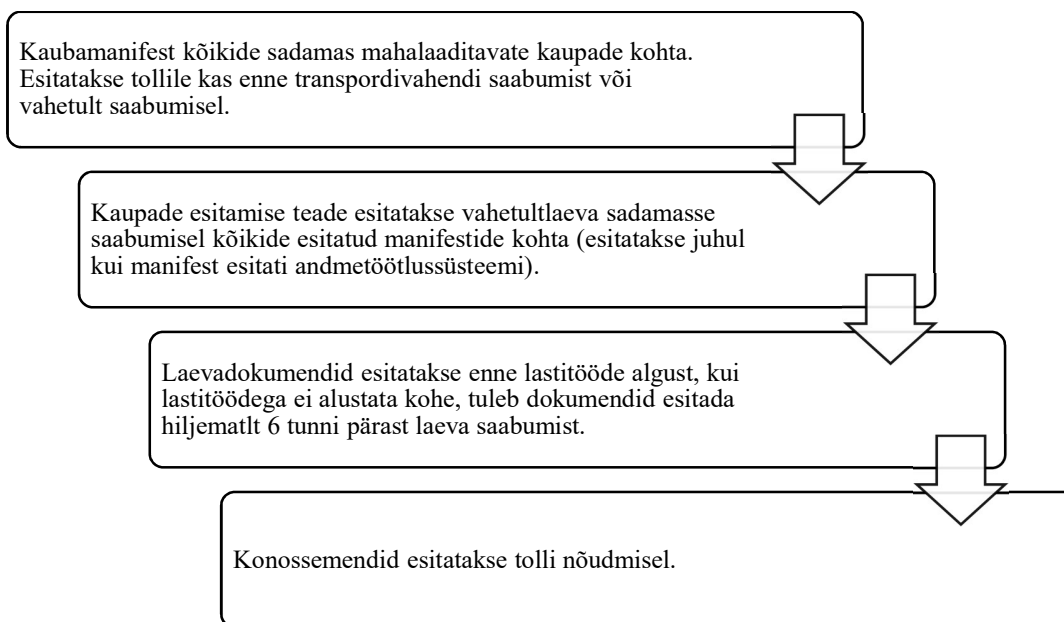 Kaubamanifest kõikide sadamas mahalaaditavate kaupade kohta.
Esitatakse tollile kas enne transpordivahendi saabumist või
vahetult saabumisel.
Kaupade esitamise teade esitatakse vahetultlaeva sadamasse
saabumisel kõikide esitatud manifestide kohta (esitatakse juhul
kui manifest esitati andmetöötlussüsteemi).
Laevadokumendid esitatakse enne lastitööde algust, kui
lastitöödega ei alustata kohe, tuleb dokumendid esitada
hiljematlt 6 tunni pärast laeva saabumist.
Konossemendid esitatakse tolli nõudmisel.